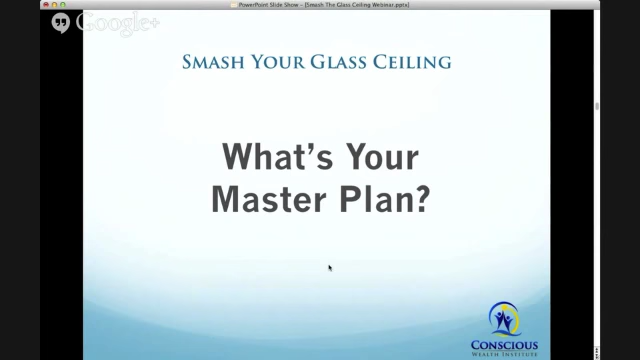 PowerPoint Slide Show - [Smash The Glass Ceiling Webinar.pptx]
Google+
SMASH YOUR GLASS CEILING
What's Your
Master Plan?
CONSCIOUS
WEALTH INSTITUTE